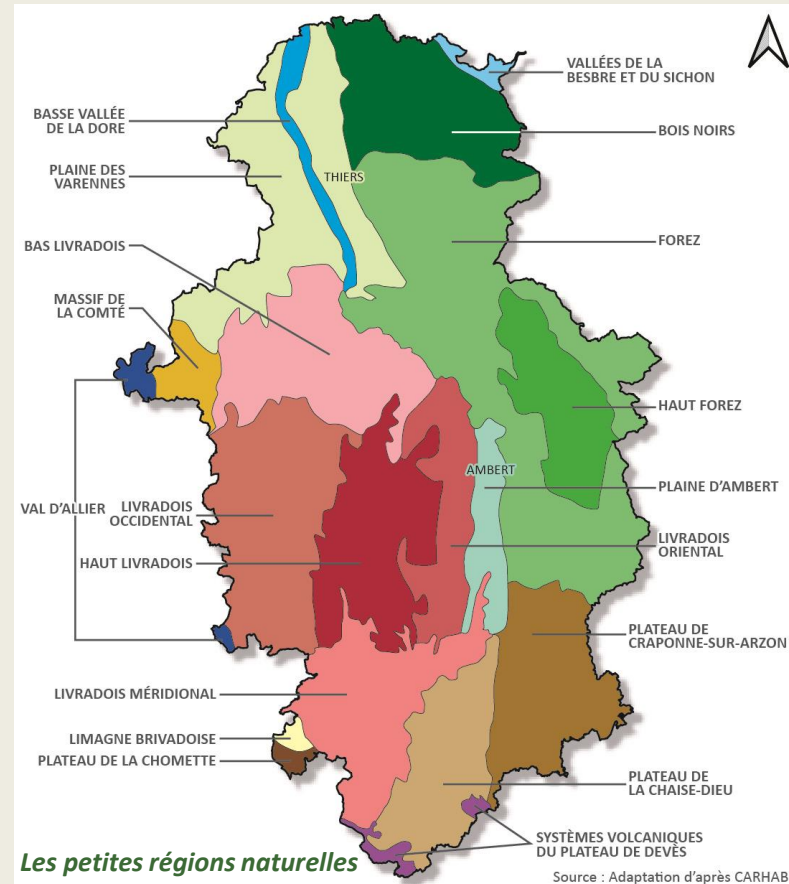 VALLÉES DE LA
BESBRE ET DU SICHON
BASSE VALLÉE
DE LA DORE
BOIS NOIRS
PLAINE DES
VARENNES
THIERS
BAS LIVRADOIS
FOREZ
MASSIF DE
LA COMTÉ
HAUT FOREZ
AMBERT
PLAINE D'AMBERT
VAL D'ALLIER
LIVRADOIS
OCCIDENTAL
LIVRADOIS
ORIENTAL
HAUT LIVRADOIS
PLATEAU DE
CRAPONNE-SUR-ARZON
LIVRADOIS MÉRIDIONAL
LIMAGNE BRIVADOISE
PLATEAU DE LA CHOMETTE
PLATEAU DE
LA CHAISE-DIEU
SYSTÈMES VOLCANIQUES
DU PLATEAU DE DEVÈS
Les petites régions naturelles
Source : Adaptation d'après CARHAB